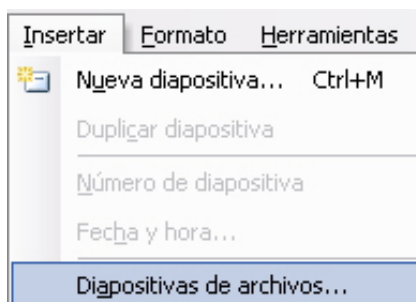 Insertar Formato Herramientas
Nueva diapositiva... Ctrl+M
Duplicar diapositiva
Número de diapositiva
Fecha y hora...
Diapositivas de archivos...